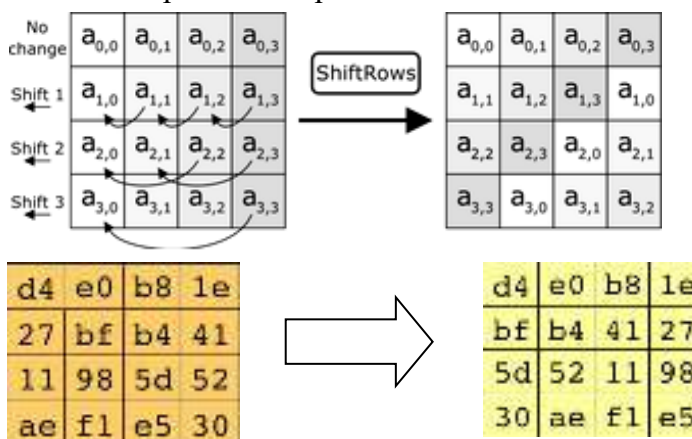 No change a0,0 a0,1 a0,2 a0,3 a0,0 a0,1 a0,2 a0,3
ShiftRows
Shift 1 a1,0 a1,1 a1,2 a1,3 a1,1 a1,2 a1,3 a1,0
Shift 2 a2,0 a2,1 a2,2 a2,3 a2,2 a2,3 a2,0 a2,1
Shift 3 a3,0 a3,1 a3,2 a3,3 a3,3 a3,0 a3,1 a3,2
d4 e0 b8 1e d4 e0 b8 1e
27 bf b4 41 bf b4 41 27
11 98 5d 52 5d 52 11 98
ae f1 e5 30 30 ae f1 e5